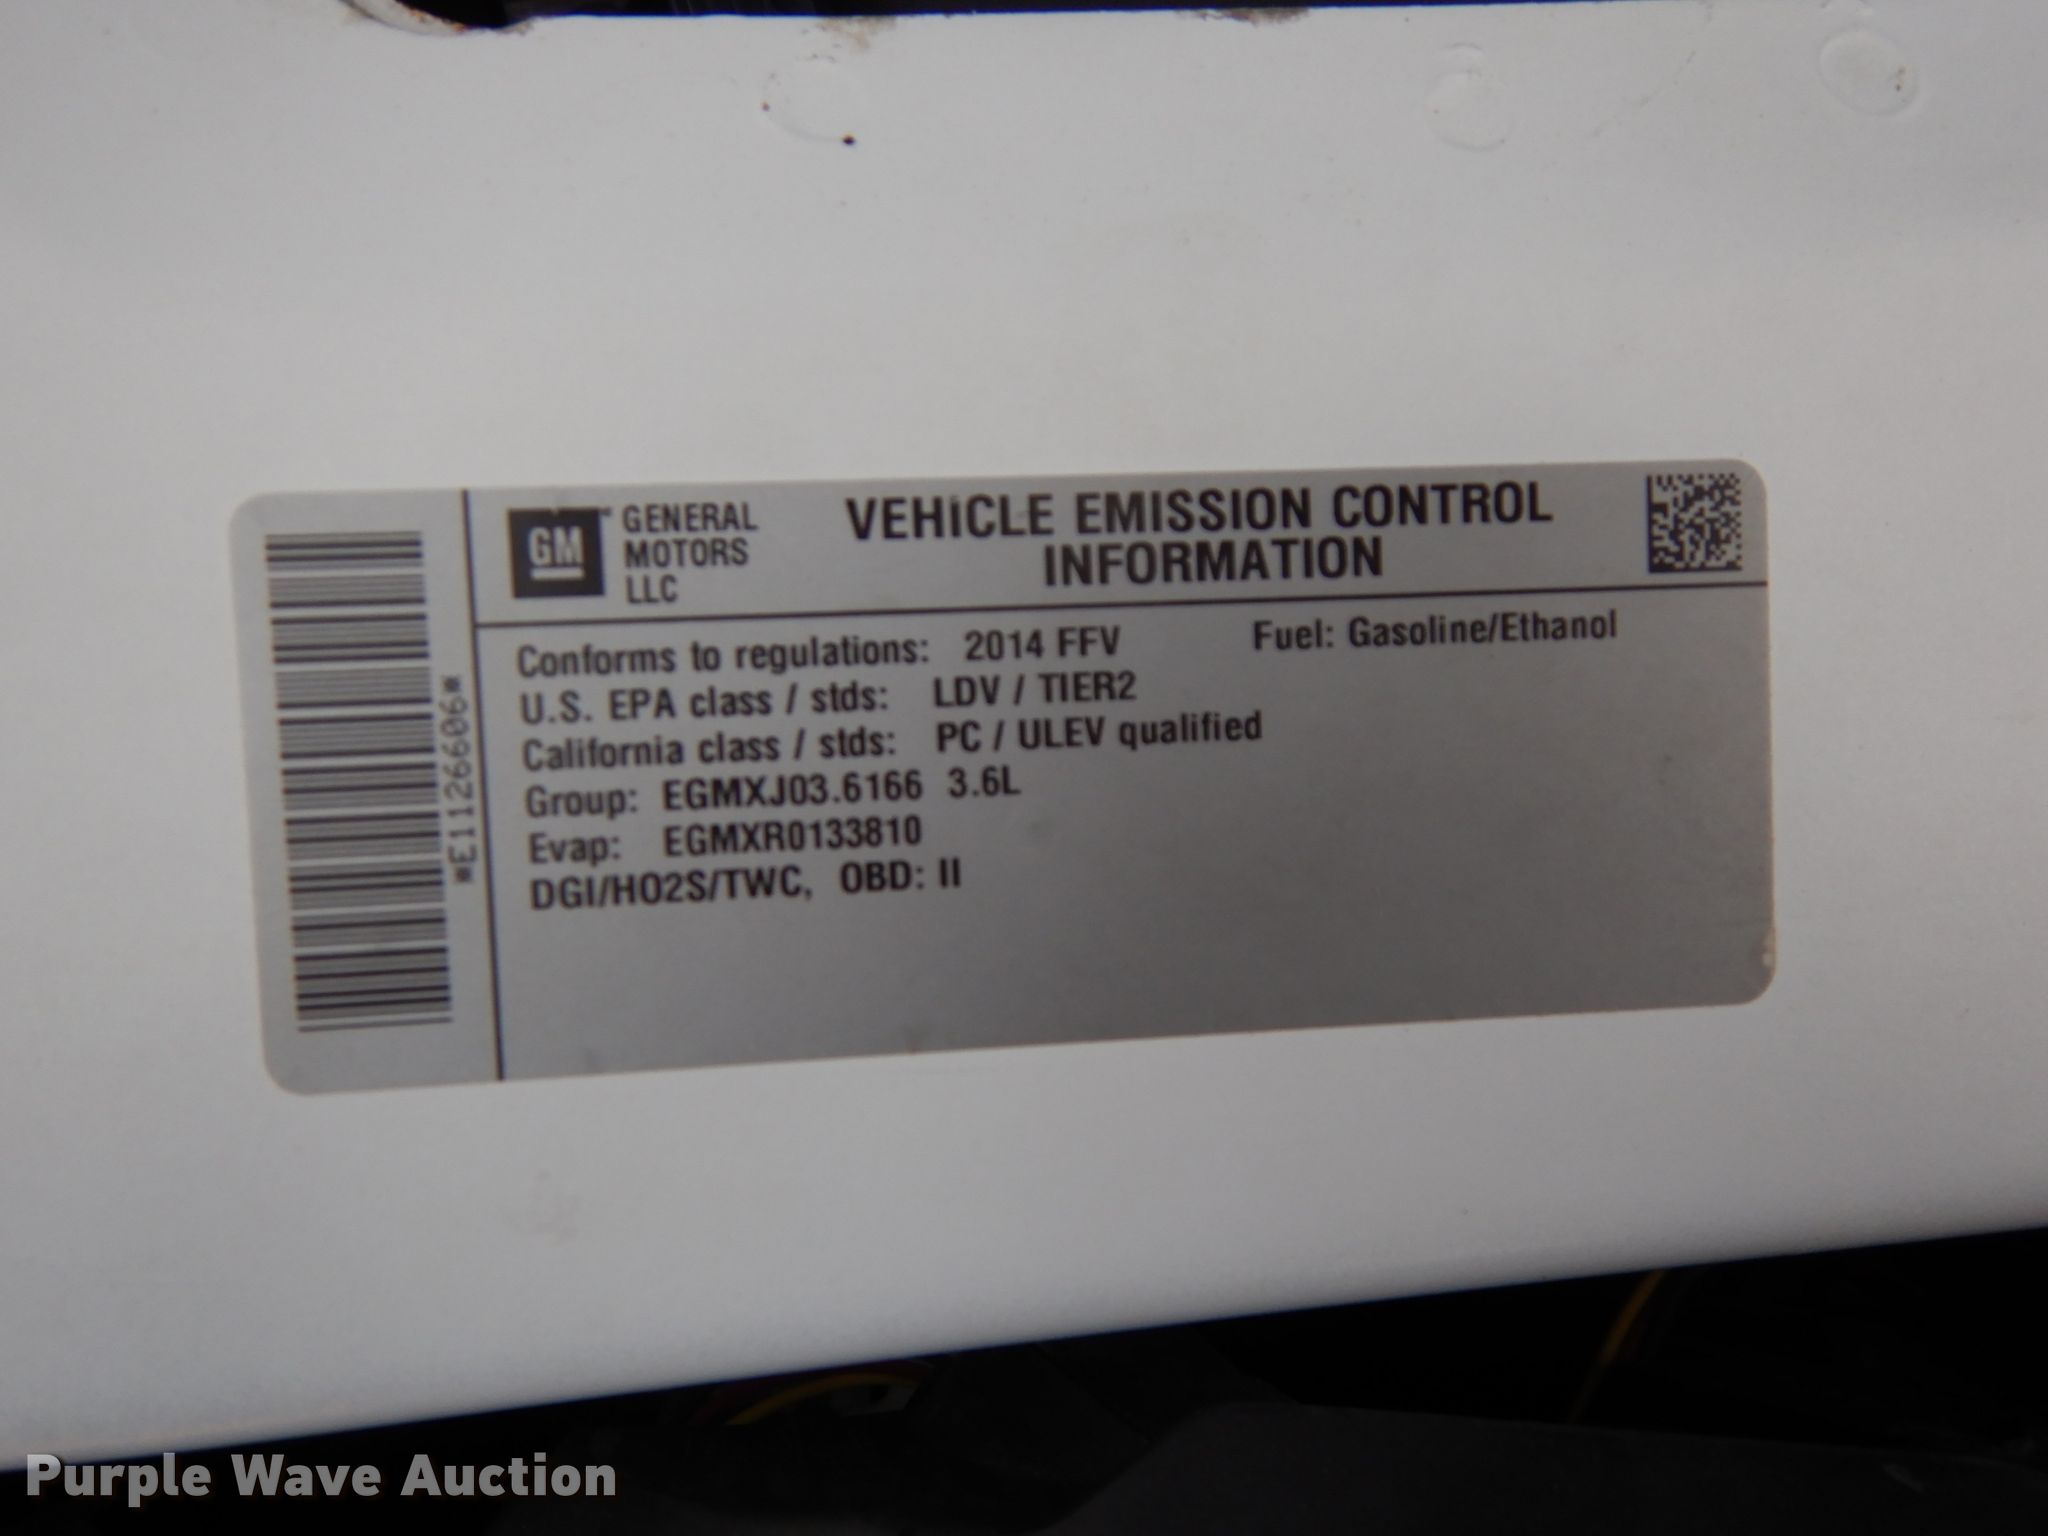 GM
GENERAL
MOTORS
LLC
VEHICLE EMISSION CONTROL
INFORMATION
*E11266606*
Conforms to regulations: 2014 FFV Fuel: Gasoline/Ethanol
U.S. EPA class / stds: LDV / TIER2
California class / stds: PC / ULEV qualified
Group: EGMXJ03.6166 3.6L
Evap: EGMXR0133810
DGI/HO2S/TWC, OBD: II
Purple Wave Auction